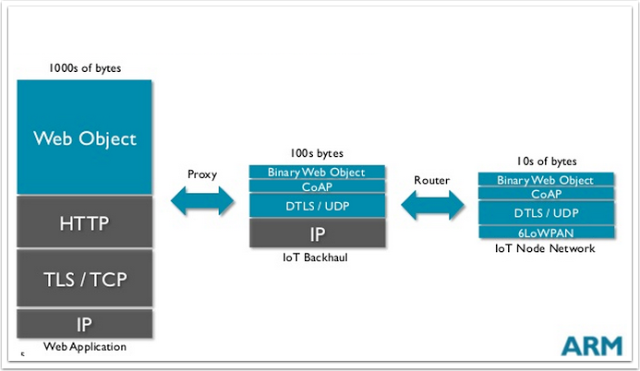 1000s of bytes
Web Object
HTTP
TLS / TCP
IP
Web Application
Proxy
100s bytes
Binary Web Object
CoAP
DTLS / UDP
IP
IoT Backhaul
Router
10s of bytes
Binary Web Object
CoAP
DTLS / UDP
6LoWPAN
IoT Node Network
ARM